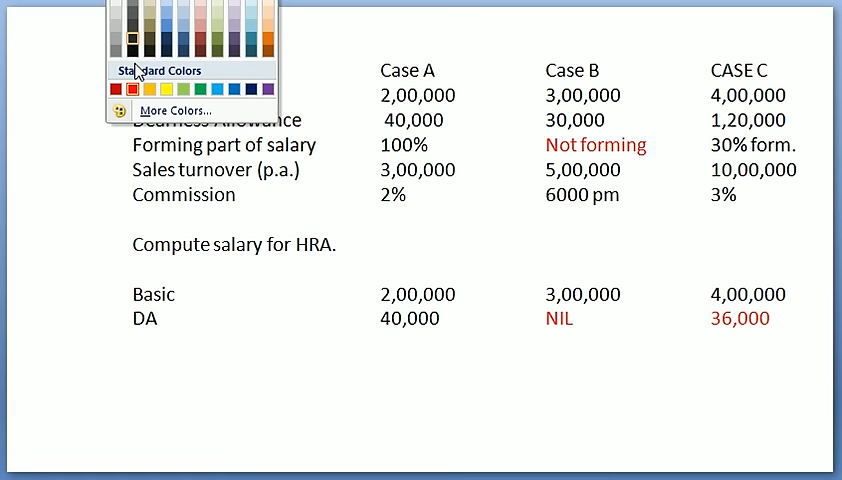 Standard Colors
More Colors...
Case A Case B CASE C
2,00,000 3,00,000 4,00,000
Dearness Allowance 40,000 30,000 1,20,000
Forming part of salary 100% Not forming 30% form.
Sales turnover (p.a.) 3,00,000 5,00,000 10,00,000
Commission 2% 6000 pm 3%
Compute salary for HRA.
Basic 2,00,000 3,00,000 4,00,000
DA 40,000 NIL 36,000